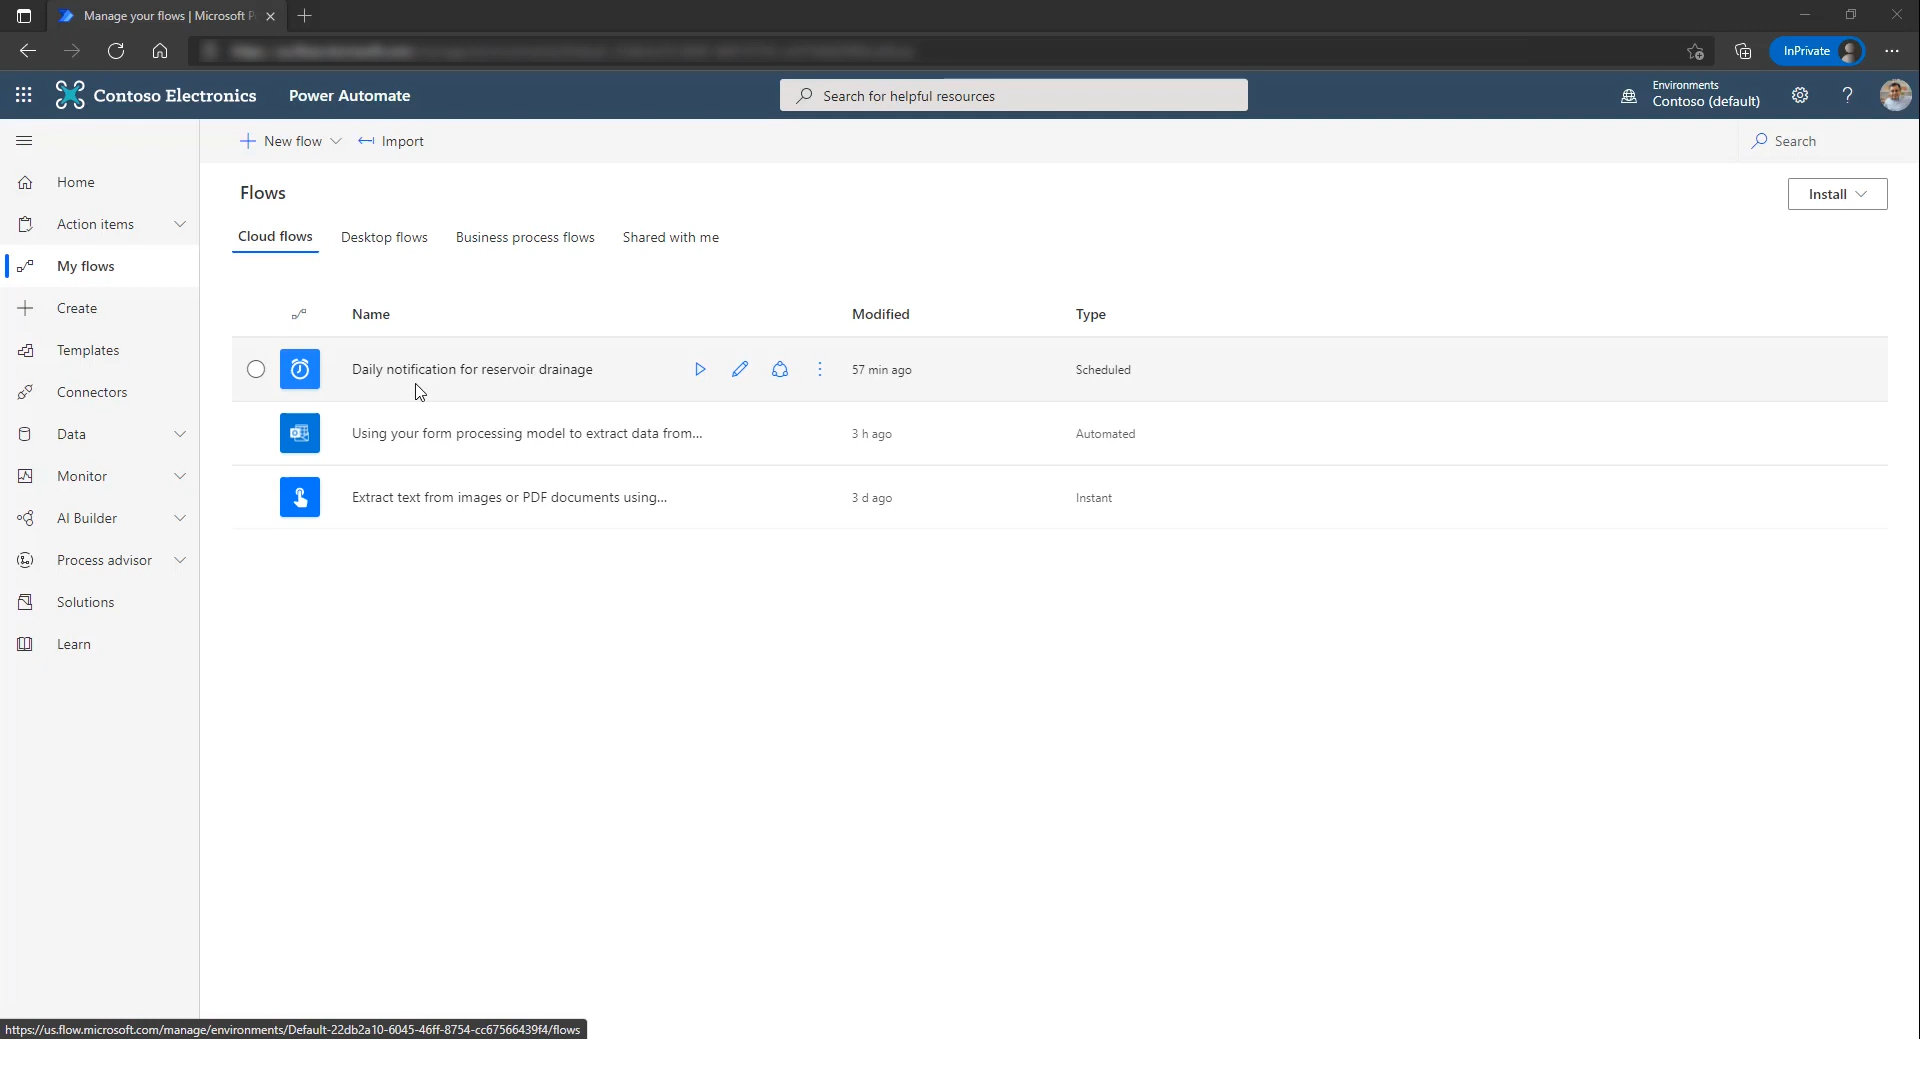 Manage your flows | Microsoft P
InPrivate
Contoso Electronics
Power Automate
Search for helpful resources
Environments
Contoso (default)
?
New flow
Import
Search
Home
Action items
My flows
Create
Templates
Connectors
Data
Monitor
AI Builder
Process advisor
Solutions
Learn
Flows
Install
Cloud flows
Desktop flows
Business process flows
Shared with me
Name
Modified
Type
Daily notification for reservoir drainage
57 min ago
Scheduled
Using your form processing model to extract data from...
3 h ago
Automated
Extract text from images or PDF documents using...
3 d ago
Instant
https://us.flow.microsoft.com/manage/environments/Default-22db2a10-6045-46ff-8754-cc67566439f4/flows